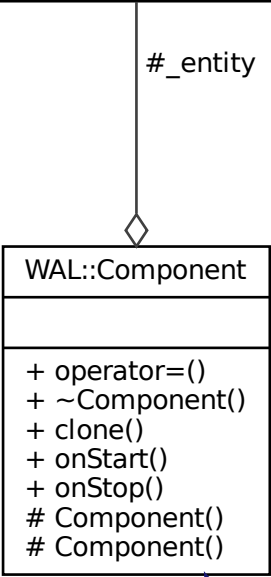 #_entity
WAL::Component
+ operator=()
+ ~Component()
+ clone()
+ onStart()
+ onStop()
# Component()
# Component()